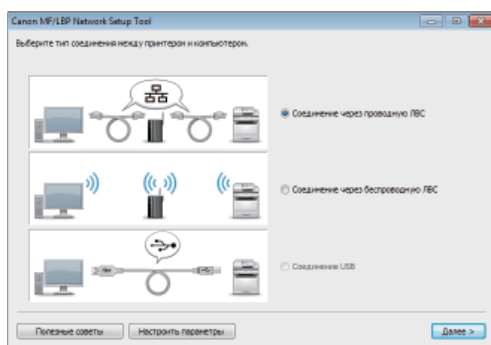 Canon MF/LBP Network Setup Tool
Выберите тип соединения между принтером и компьютером.
Соединение через проводную ЛВС
Соединение через беспроводную ЛВС
Соединение USB
Полезные советы
Настроить параметры
Далее >